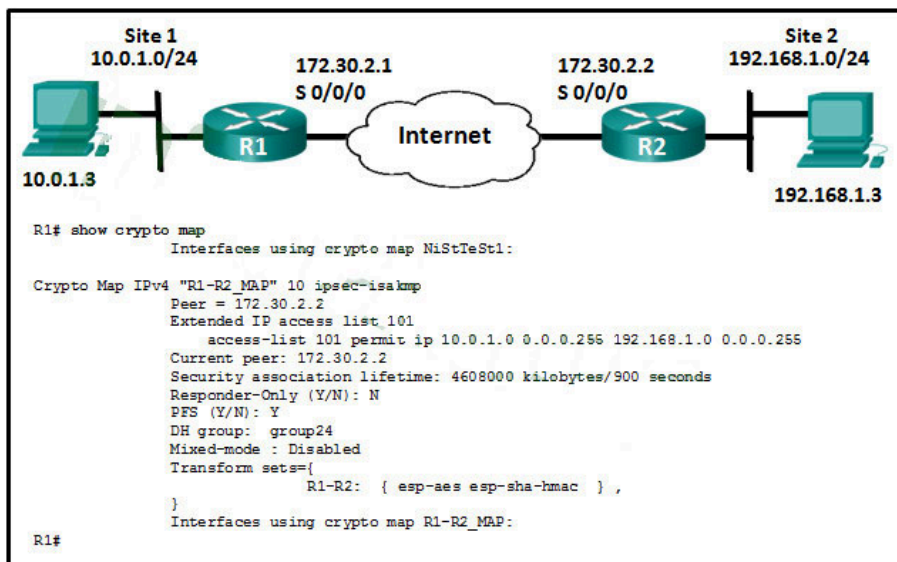 Site 1
10.0.1.0/24
172.30.2.1
S 0/0/0
172.30.2.2
S 0/0/0
Site 2
192.168.1.0/24
R1
Internet
R2
10.0.1.3
192.168.1.3
R1# show crypto map
Interfaces using crypto map NiStTeSt1:
Crypto Map IPv4 "R1-R2_MAP" 10 ipsec-isakmp
Peer = 172.30.2.2
Extended IP access list 101
access-list 101 permit ip 10.0.1.0 0.0.0.255 192.168.1.0 0.0.0.255
Current peer: 172.30.2.2
Security association lifetime: 4608000 kilobytes/900 seconds
Responder-Only (Y/N): N
PFS (Y/N): Y
DH group: group24
Mixed-mode : Disabled
Transform sets={
R1-R2: { esp-aes esp-sha-hmac } ,
}
Interfaces using crypto map R1-R2_MAP:
R1#